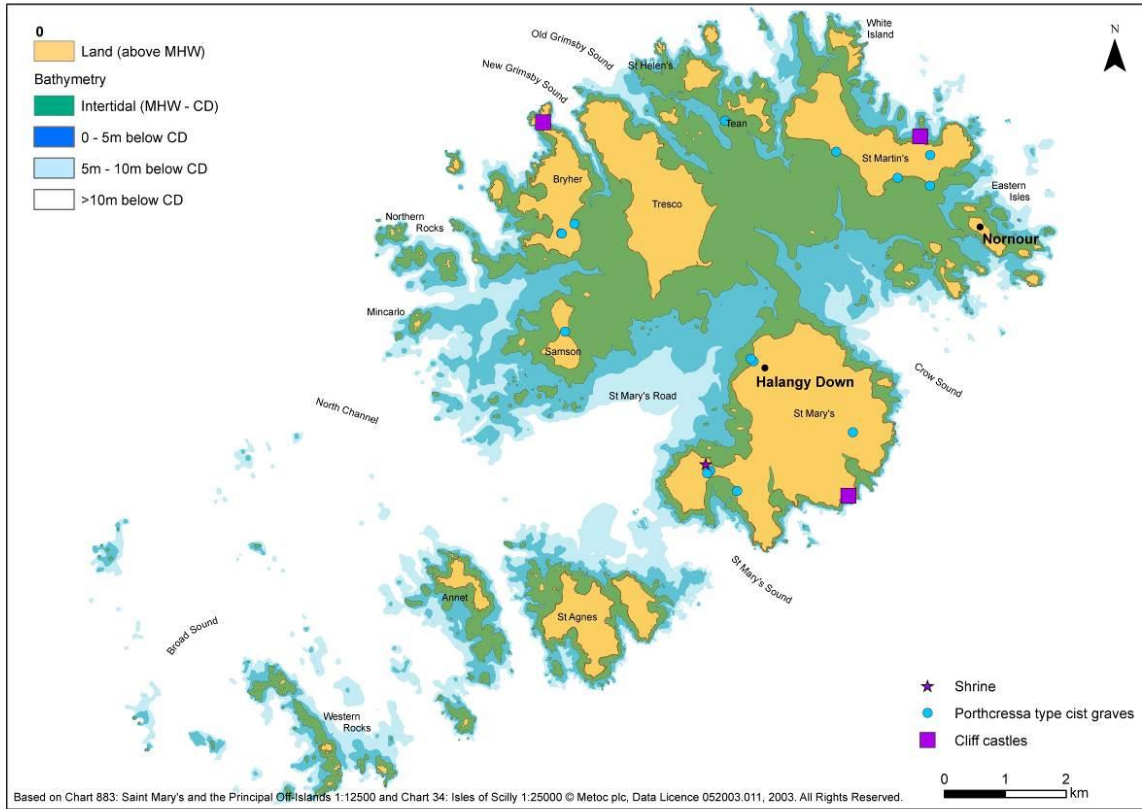 0
Land (above MHW)
Bathymetry
Intertidal (MHW - CD)
0 - 5m below CD
5m - 10m below CD
>10m below CD
N
White
Island
Old Grimsby Sound
St Helen's
New Grimsby Sound
Tean
St Martin's
Bryher
Tresco
Eastern
Isles
Nornour
Northern
Rocks
Mincarlo
Samson
St Mary's Road
Halangy Down
St Mary's
Crow Sound
North Channel
St Mary's Sound
Annet
St Agnes
Broad Sound
Western
Rocks
Shrine
Porthcressa type cist graves
Cliff castles
0 1 2
km
Based on Chart 883: Saint Mary's and the Principal Off-Islands 1:12500 and Chart 34: Isles of Scilly 1:25000 © Metoc plc, Data Licence 052003.011, 2003. All Rights Reserved.